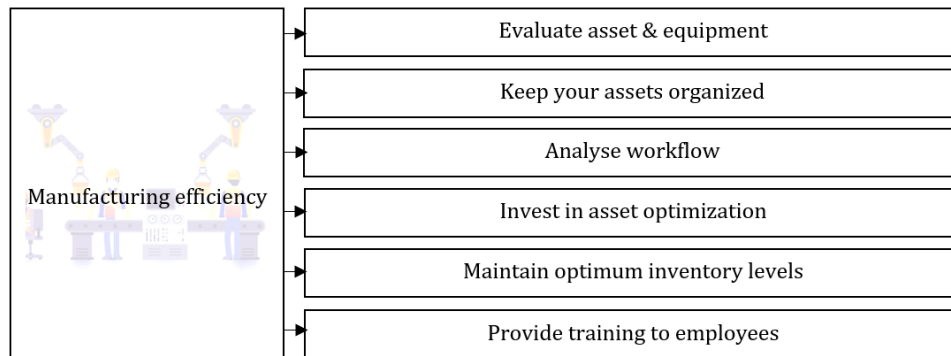 Manufacturing efficiency
Evaluate asset & equipment
Keep your assets organized
Analyse workflow
Invest in asset optimization
Maintain optimum inventory levels
Provide training to employees